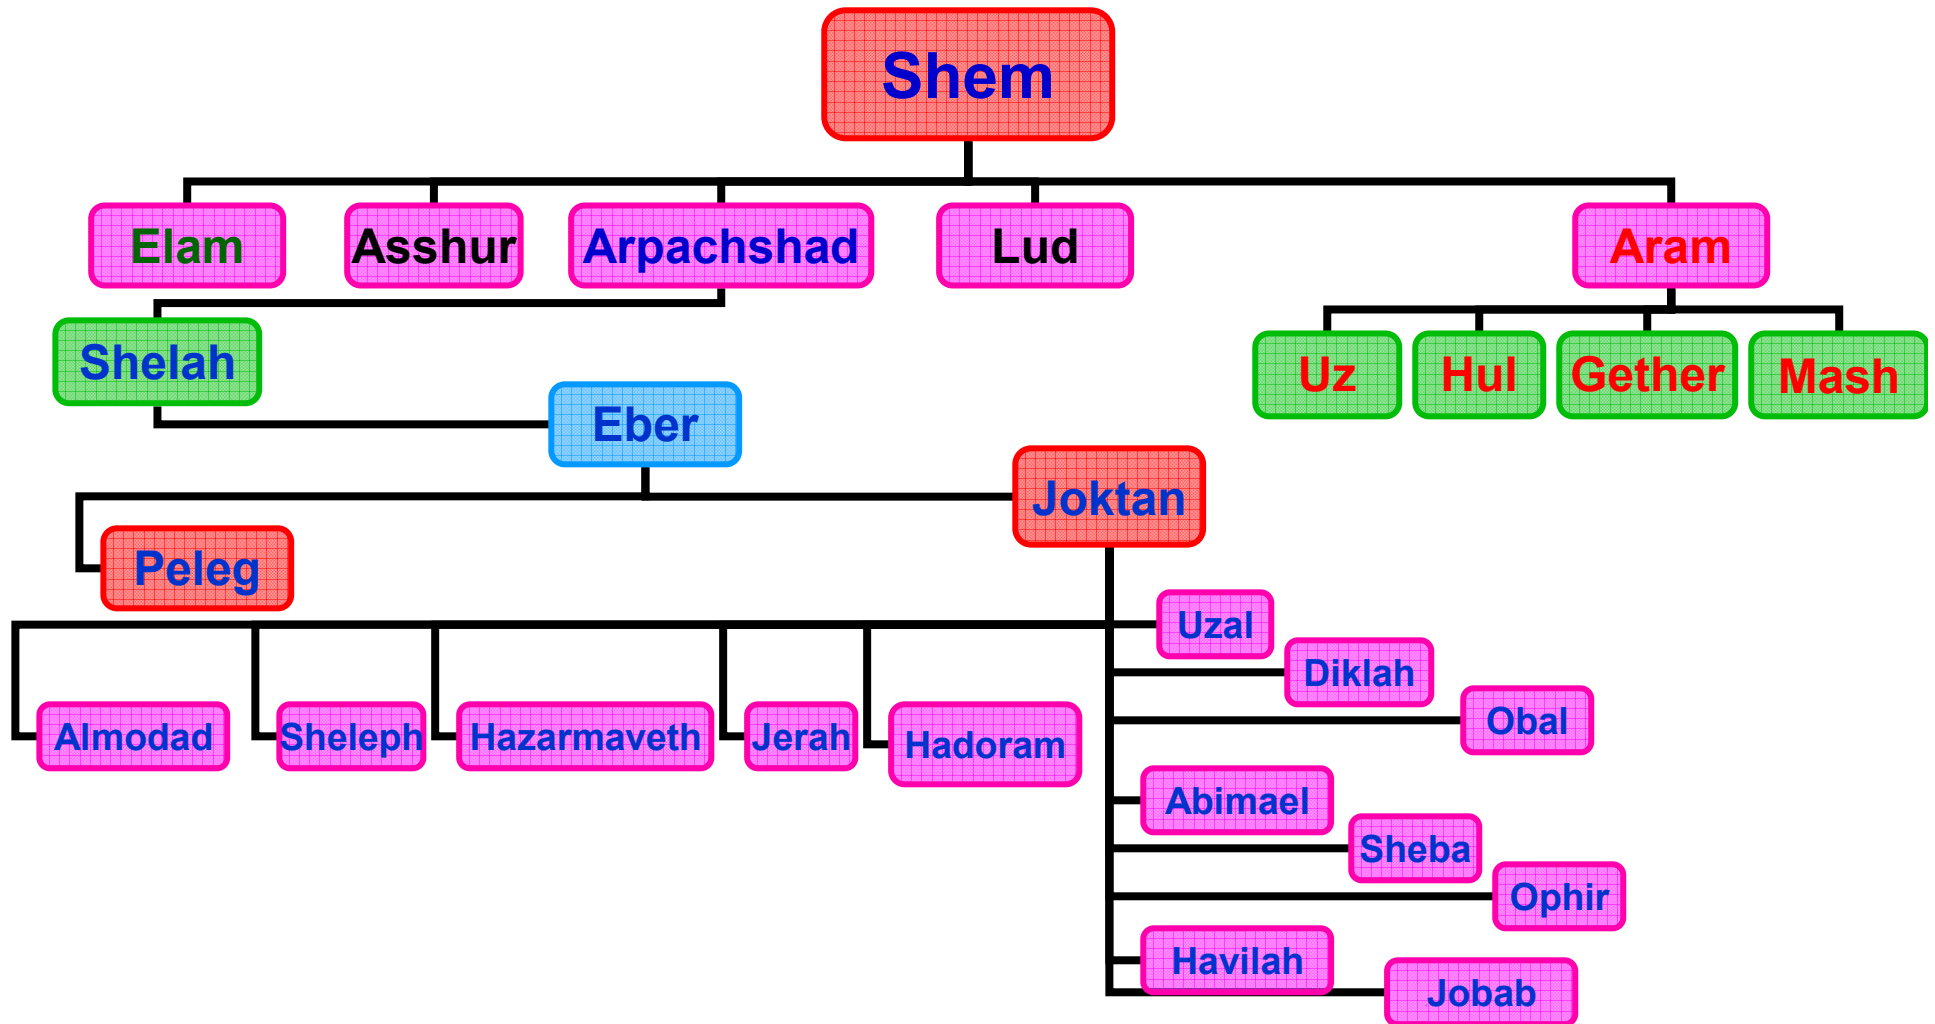 Shem
Elam
Asshur
Arpachshad
Lud
Aram
Shelah
Uz
Hul
Gether
Mash
Eber
Joktan
Peleg
Uzal
Diklah
Obal
Almodad
Sheleph
Hazarmaveth
Jerah
Hadoram
Abimael
Sheba
Ophir
Havilah
Jobab